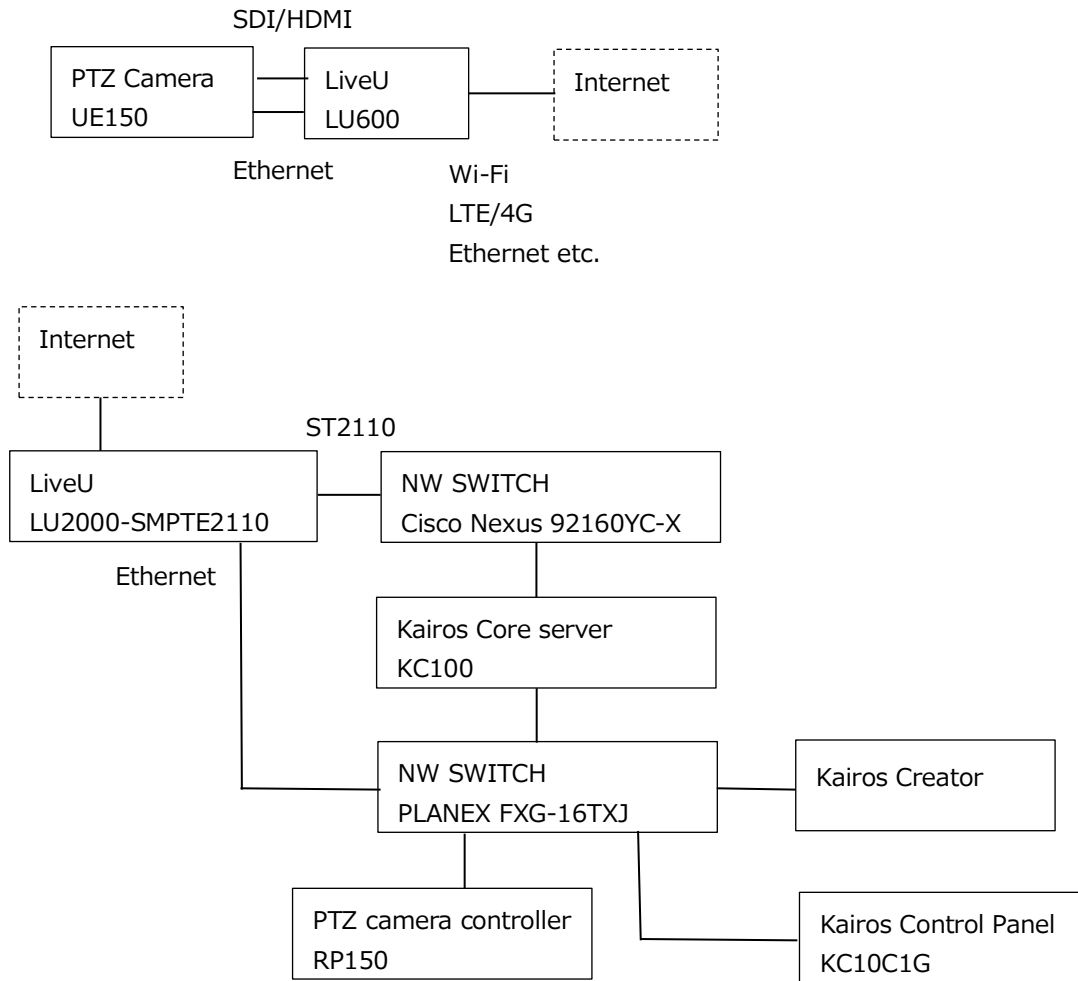 SDI/HDMI
PTZ Camera
UE150
LiveU
LU600
Internet
Ethernet
Wi-Fi
LTE/4G
Ethernet etc.
Internet
ST2110
LiveU
LU2000-SMPTE2110
NW SWITCH
Cisco Nexus 92160YC-X
Ethernet
Kairos Core server
KC100
NW SWITCH
PLANEX FXG-16TXJ
Kairos Creator
PTZ camera controller
RP150
Kairos Control Panel
KC10C1G